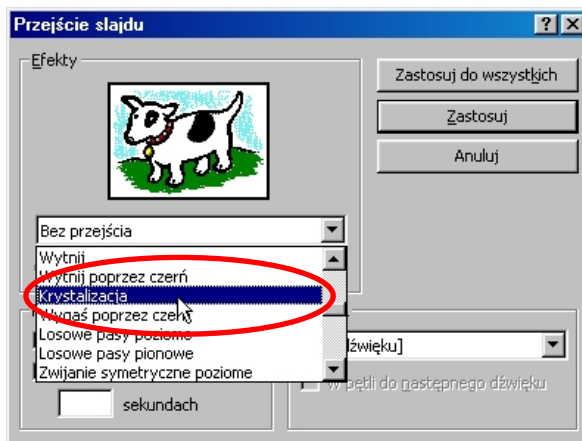 Przejście slajdu
Efekty
Zastosuj do wszystkich
Zastosuj
Anuluj
Bez przejścia
Wytnij
Wytnij poprzez czerń
Krystalizacja
Wygaś poprzez czerń
Losowe pasy poziome
Losowe pasy pionowe
Zwijanie symetryczne poziome
dźwięku]
w pętli do następnego dźwięku
sekundach